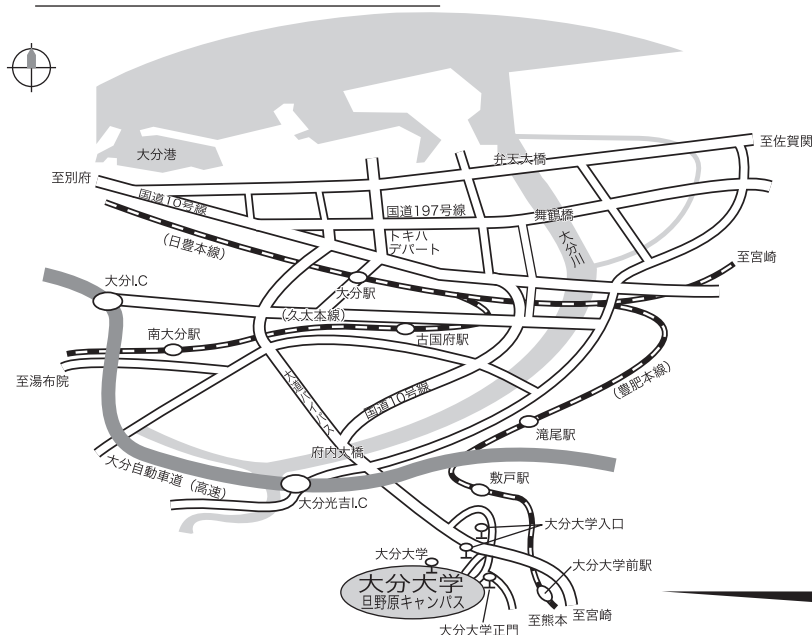 大分港
弁天大橋
至佐賀関
至別府
国道10号線
国道197号線
舞鶴橋
(日豊本線)
トキハ
デパート
大分川
至宮崎
大分I.C
大分駅
(久大本線)
南大分駅
古国府駅
至湯布院
大道バイパス
国道10号線
(豊肥本線)
滝尾駅
府内大橋
大分自動車道(高速)
敷戸駅
大分光吉I.C
大分大学入口
大分大学
大分大学前駅
大分大学
旦野原キャンパス
至熊本
至宮崎
大分大学正門